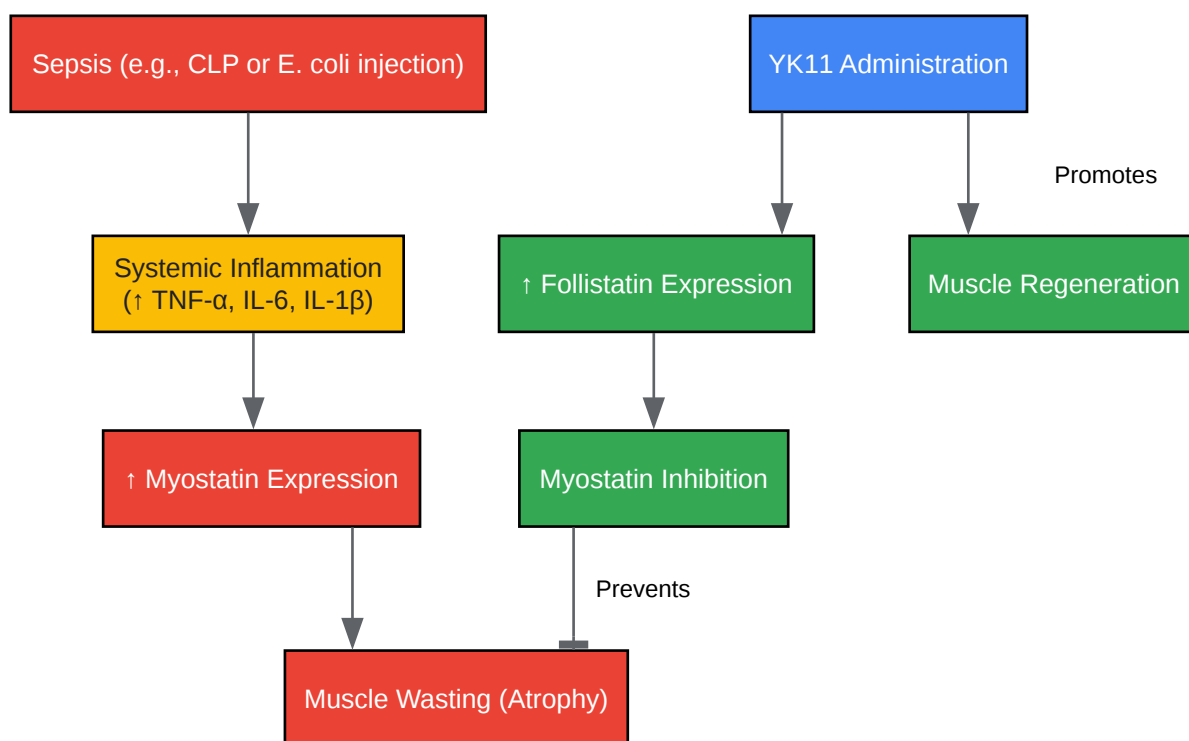 Sepsis (e.g., CLP or E. coli injection)
YK11 Administration
Promotes
Systemic Inflammation
(↑ TNF-α, IL-6, IL-1β)
↑ Follistatin Expression
Muscle Regeneration
↑ Myostatin Expression
Myostatin Inhibition
Prevents
Muscle Wasting (Atrophy)